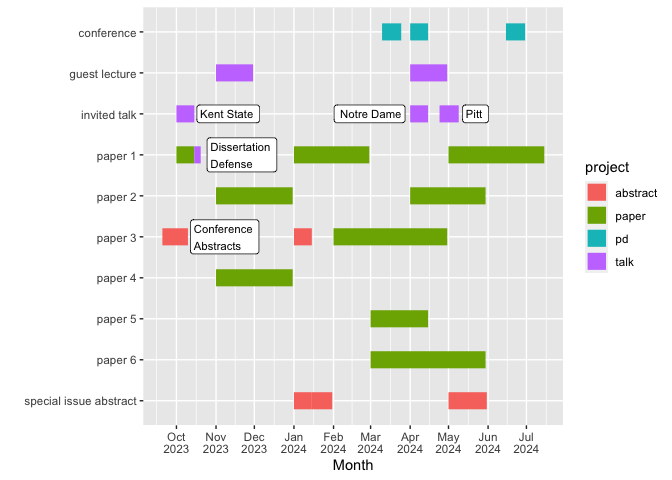 conference
guest lecture
invited talk
Kent State
Notre Dame
Pitt
paper 1
Dissertation
Defense
paper 2
paper 3
Conference
Abstracts
paper 4
paper 5
paper 6
special issue abstract
Oct Nov Dec Jan Feb Mar Apr May Jun Jul
2023 2023 2023 2024 2024 2024 2024 2024 2024 2024
Month
project
abstract
paper
pd
talk